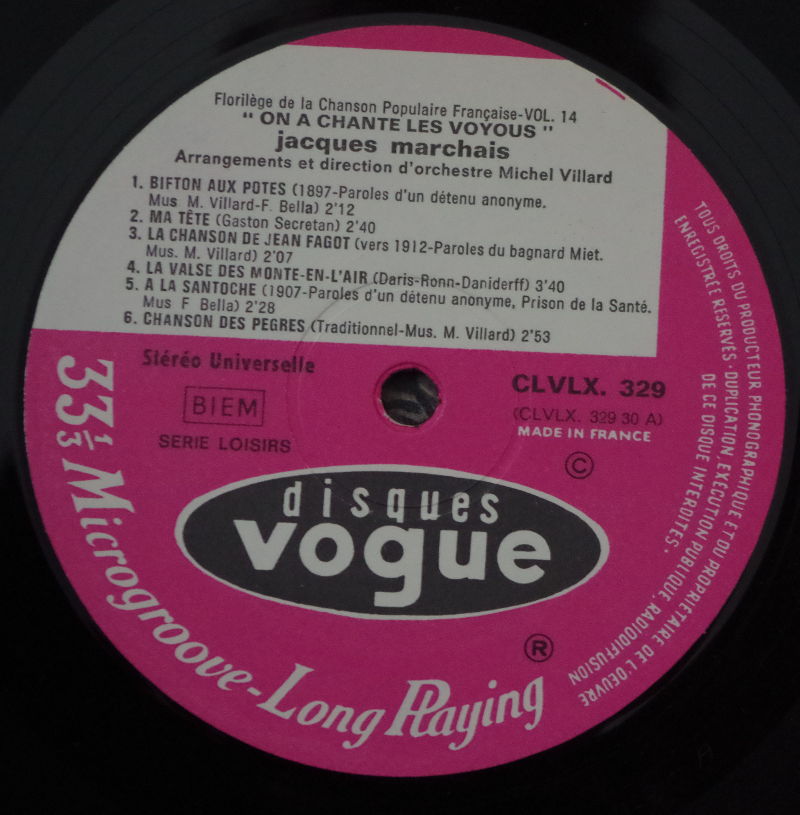 Florilège de la Chanson Populaire Française-VOL. 14
" ON A CHANTE LES VOYOUS "
jacques marchais
Arrangements et direction d'orchestre Michel Villard
1. BIFTON AUX POTES (1897-Paroles d'un détenu anonyme.
Mus. M. Villard-F. Bella) 2'12
2. MA TÊTE (Gaston Secretan) 2'40
3. LA CHANSON DE JEAN FAGOT (vers 1912-Paroles du bagnard Miet.
Mus. M. Villard) 2'07
4. LA VALSE DES MONTE-EN-L'AIR (Daris-Ronn-Daniderff) 3'40
5. A LA SANTOCHE (1907-Paroles d'un détenu anonyme, Prison de la Santé.
Mus F Bella) 2'28
6. CHANSON DES PEGRES (Traditionnel-Mus. M. Villard) 2'53
Stéréo Universelle
BIEM
SERIE LOISIRS
CLVLX. 329
(CLVLX. 329 30 A)
MADE IN FRANCE
©
disques
vogue
®
33 1/3 Microgroove-Long Playing
TOUS DROITS DU PRODUCTEUR PHONOGRAPHIQUE ET DU PROPRIETAIRE DE L'OEUVRE
ENREGISTRÉE RESERVÉS · DUPLICATION EXÉCUTION PUBLIQUE, RADIODIFFUSION
DE CE DISQUE INTERDITES.